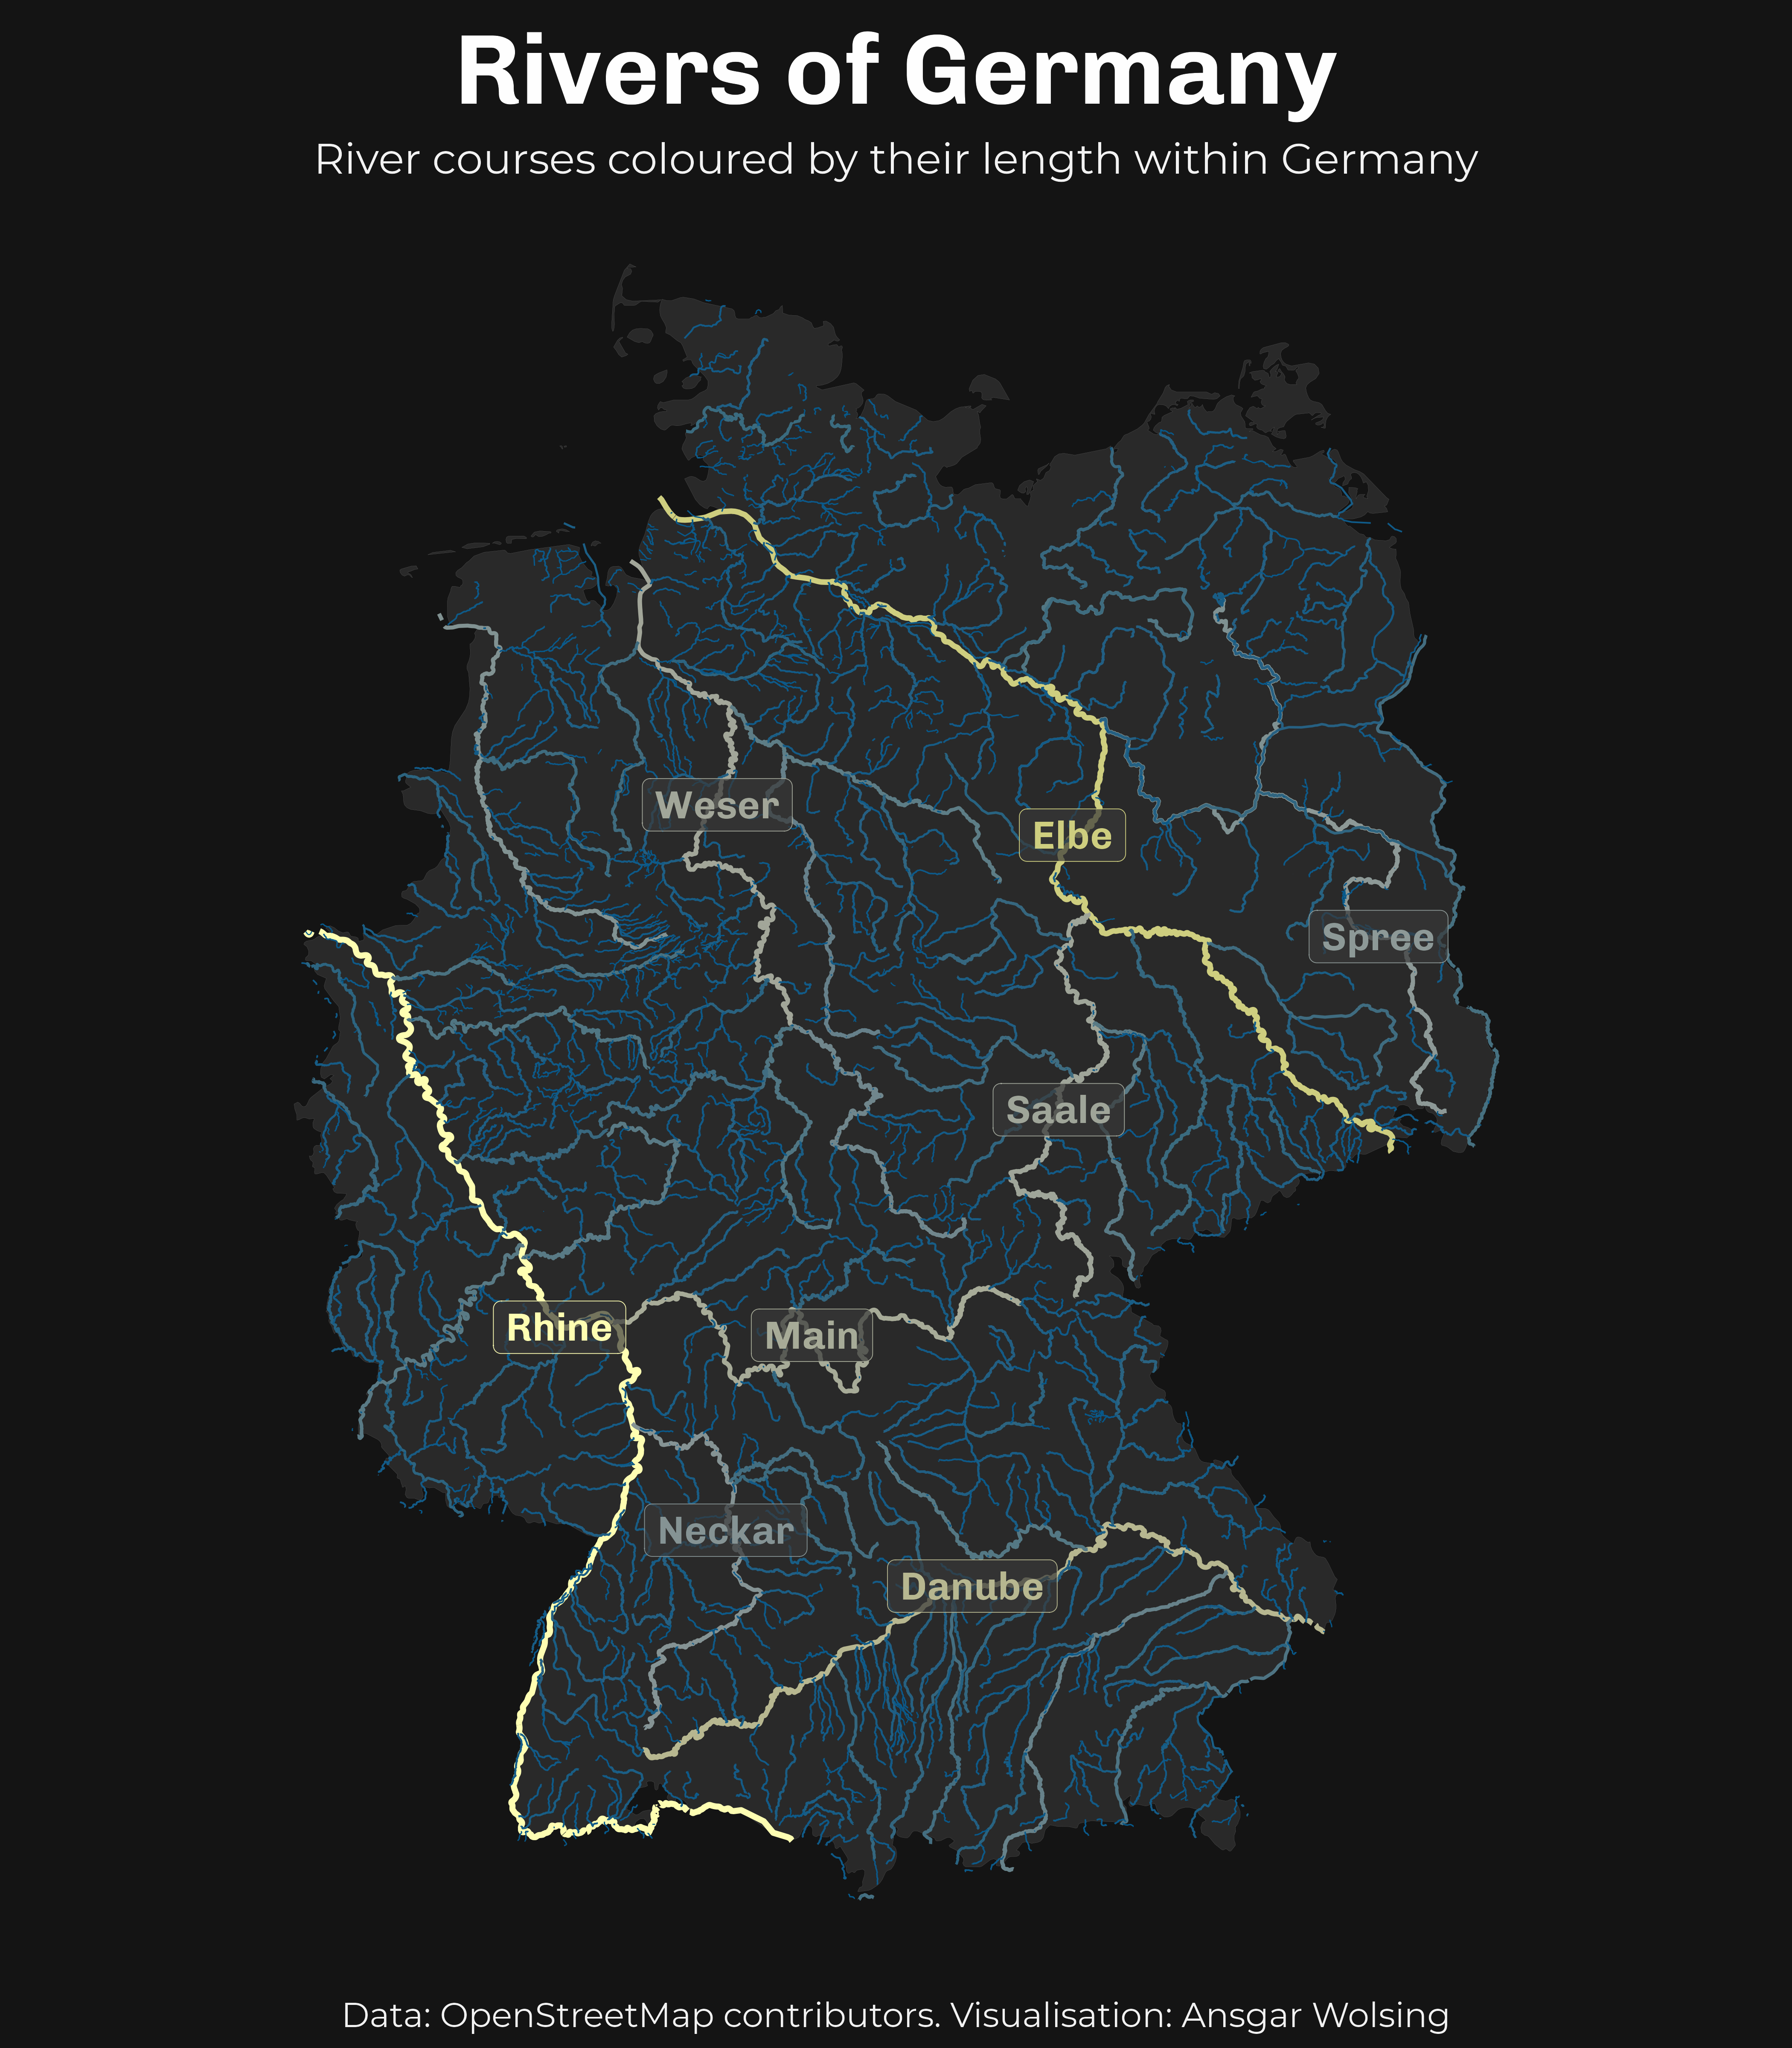 Rivers of Germany
River courses coloured by their length within Germany
Weser
Elbe
Spree
Saale
Rhine
Main
Neckar
Danube
Data: OpenStreetMap contributors. Visualisation: Ansgar Wolsing